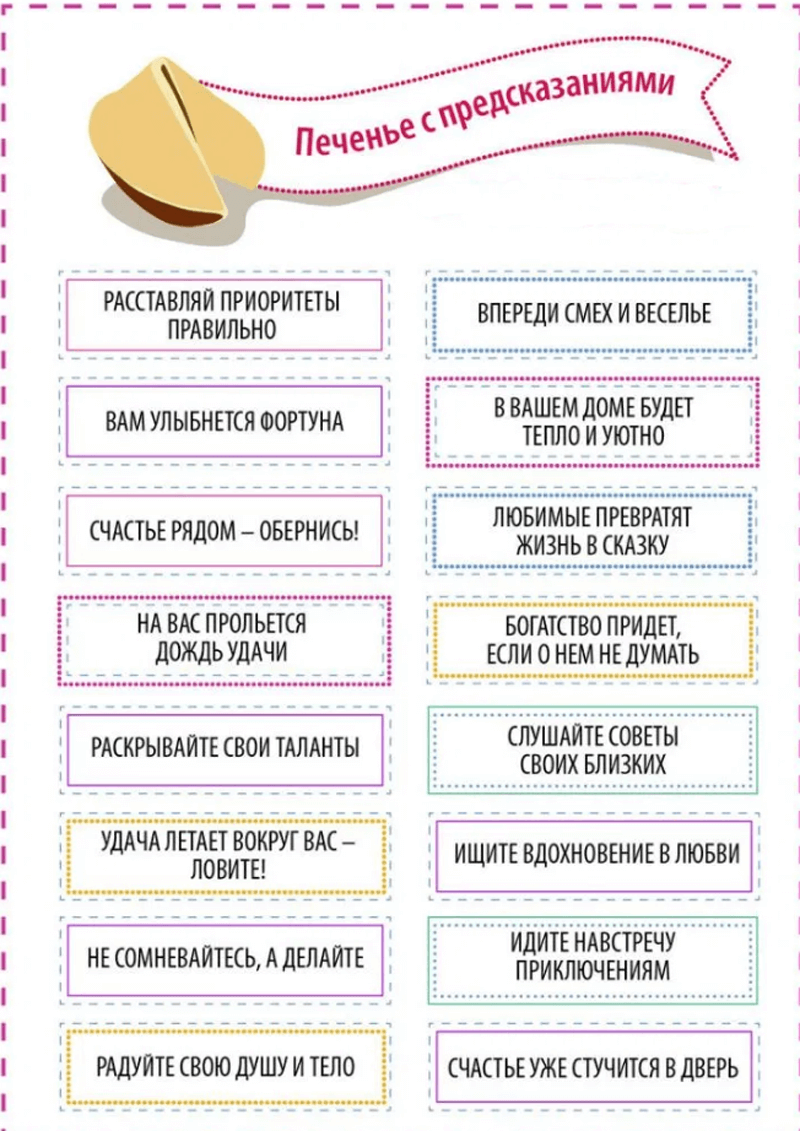 Печенье с предсказаниями
РАССТАВЛЯЙ ПРИОРИТЕТЫ
ПРАВИЛЬНО
ВПЕРЕДИ СМЕХ И ВЕСЕЛЬЕ
ВАМ УЛЫБНЕТСЯ ФОРТУНА
В ВАШЕМ ДОМЕ БУДЕТ
ТЕПЛО И УЮТНО
СЧАСТЬЕ РЯДОМ – ОБЕРНИСЬ!
ЛЮБИМЫЕ ПРЕВРАТЯТ
ЖИЗНЬ В СКАЗКУ
НА ВАС ПРОЛЬЕТСЯ
ДОЖДЬ УДАЧИ
БОГАТСТВО ПРИДЕТ,
ЕСЛИ О НЕМ НЕ ДУМАТЬ
РАСКРЫВАЙТЕ СВОИ ТАЛАНТЫ
СЛУШАЙТЕ СОВЕТЫ
СВОИХ БЛИЗКИХ
УДАЧА ЛЕТАЕТ ВОКРУГ ВАС –
ЛОВИТЕ!
ИЩИТЕ ВДОХНОВЕНИЕ В ЛЮБВИ
НЕ СОМНЕВАЙТЕСЬ, А ДЕЛАЙТЕ
ИДИТЕ НАВСТРЕЧУ
ПРИКЛЮЧЕНИЯМ
РАДУЙТЕ СВОЮ ДУШУ И ТЕЛО
СЧАСТЬЕ УЖЕ СТУЧИТСЯ В ДВЕРЬ